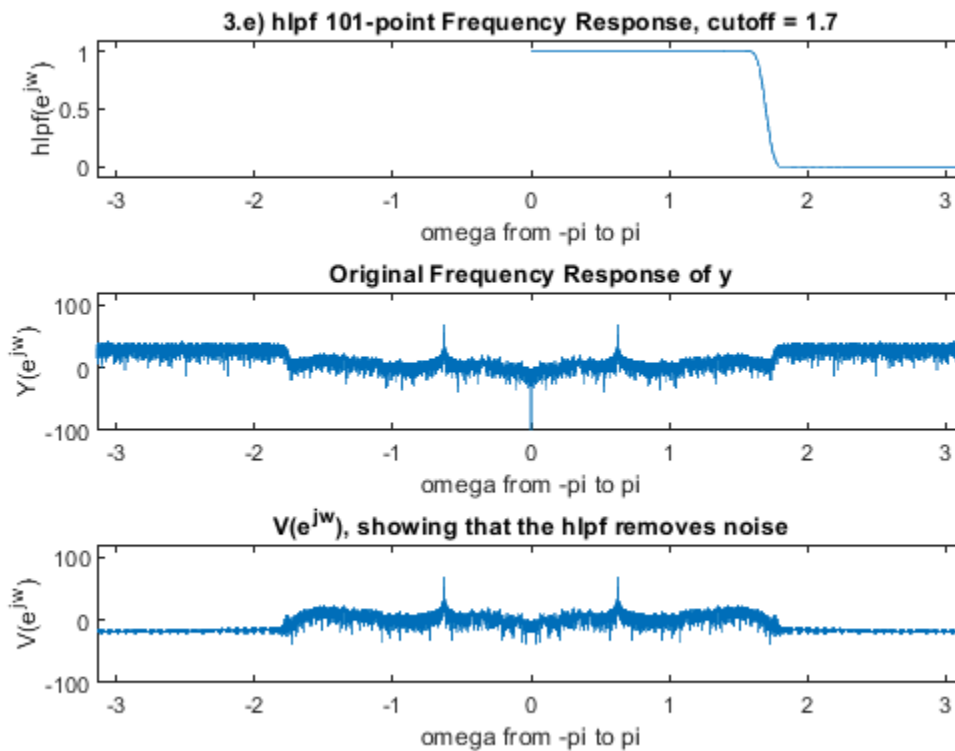 3.e) hlpf 101-point Frequency Response, cutoff = 1.7
hlpf(e^jw)
1
0.5
0
-3 -2 -1 0 1 2 3
omega from -pi to pi
Original Frequency Response of y
Y(e^jw)
100
0
-100
-3 -2 -1 0 1 2 3
omega from -pi to pi
V(e^jw), showing that the hlpf removes noise
V(e^jw)
100
0
-100
-3 -2 -1 0 1 2 3
omega from -pi to pi